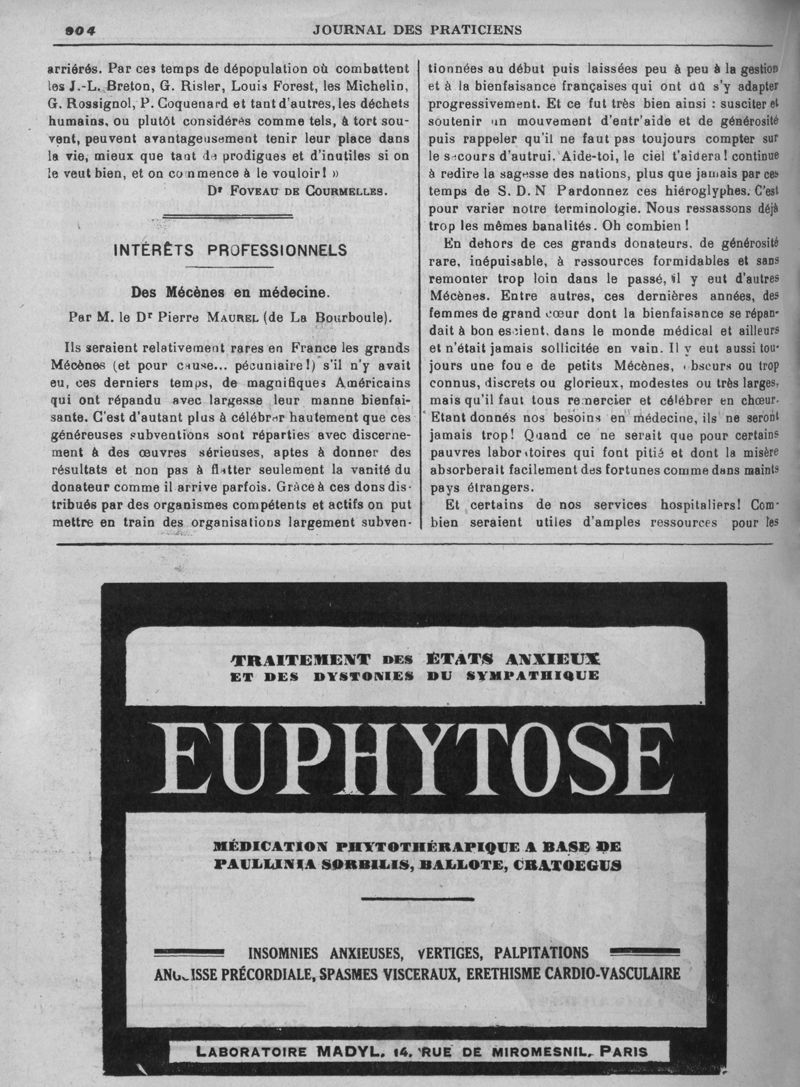 904
JOURNAL DES PRATICIENS
arriérés. Par ces temps de dépopulation où combattent
les J.-L. Breton, G. Risler, Louis Forest, les Michelin,
G. Rossignol, P. Coquenard et tant d'autres, les déchets
humains, ou plutôt considérés comme tels, à tort sou-
vent, peuvent avantageusement tenir leur place dans
la vie, mieux que tant de prodigues et d'inutiles si on
le veut bien, et on commence à le vouloir! »
Dr FOVEAU DE COURMELLES.
INTÉRÊTS PROFESSIONNELS
Des Mécènes en médecine.
Par M. le Dr Pierre MAUREL (de La Bourboule).
Ils seraient relativement rares en France les grands
Mécènes (et pour cause... pécuniaire!) s'il n'y avait
eu, ces derniers temps, de magnifiques Américains
qui ont répandu avec largesse leur manne bienfai-
sante. C'est d'autant plus à célébrer hautement que ces
généreuses subventions sont réparties avec discerne-
ment à des œuvres sérieuses, aptes à donner des
résultats et non pas à flatter seulement la vanité du
donateur comme il arrive parfois. Grâce à ces dons dis-
tribués par des organismes compétents et actifs on put
mettre en train des organisations largement subven-
tionnées au début puis laissées peu à peu à la gestion
et à la bienfaisance françaises qui ont dû s'y adapter
progressivement. Et ce fut très bien ainsi : susciter et
soutenir un mouvement d'entr'aide et de générosité
puis rappeler qu'il ne faut pas toujours compter sur
le secours d'autrui. Aide-toi, le ciel t'aidera! continue
à redire la sagesse des nations, plus que jamais par ces
temps de S. D. N Pardonnez ces hiéroglyphes. C'est
pour varier notre terminologie. Nous ressassons déjà
trop les mêmes banalités. Oh combien!
En dehors de ces grands donateurs, de générosité
rare, inépuisable, à ressources formidables et sans
remonter trop loin dans le passé, il y eut d'autres
Mécènes. Entre autres, ces dernières années, des
femmes de grand cœur dont la bienfaisance se répan-
dait à bon escient, dans le monde médical et ailleurs
et n'était jamais sollicitée en vain. Il y eut aussi tou-
jours une foule de petits Mécènes, obscurs ou trop
connus, discrets ou glorieux, modestes ou très larges,
mais qu'il faut tous remercier et célébrer en chœur.
Etant donnés nos besoins en médecine, ils ne seront
jamais trop! Quand ce ne serait que pour certains
pauvres laboratoires qui font pitié et dont la misère
absorberait facilement des fortunes comme dans maints
pays étrangers.
Et certains de nos services hospitaliers! Com-
bien seraient utiles d'amples ressources pour les
TRAITEMENT DES ÉTATS ANXIEUX
ET DES DYSTONIES DU SYMPATHIQUE
EUPHYTOSE
MÉDICATION PHYTOTHÉRAPIQUE A BASE DE
PAULLINIA SORBILIS, BALLOTE, CRATOEGUS
INSOMNIES ANXIEUSES, VERTIGES, PALPITATIONS
ANGOISSE PRÉCORDIALE, SPASMES VISCERAUX, ERETHISME CARDIO-VASCULAIRE
LABORATOIRE MADYL, 14, RUE DE MIROMESNIL, PARIS